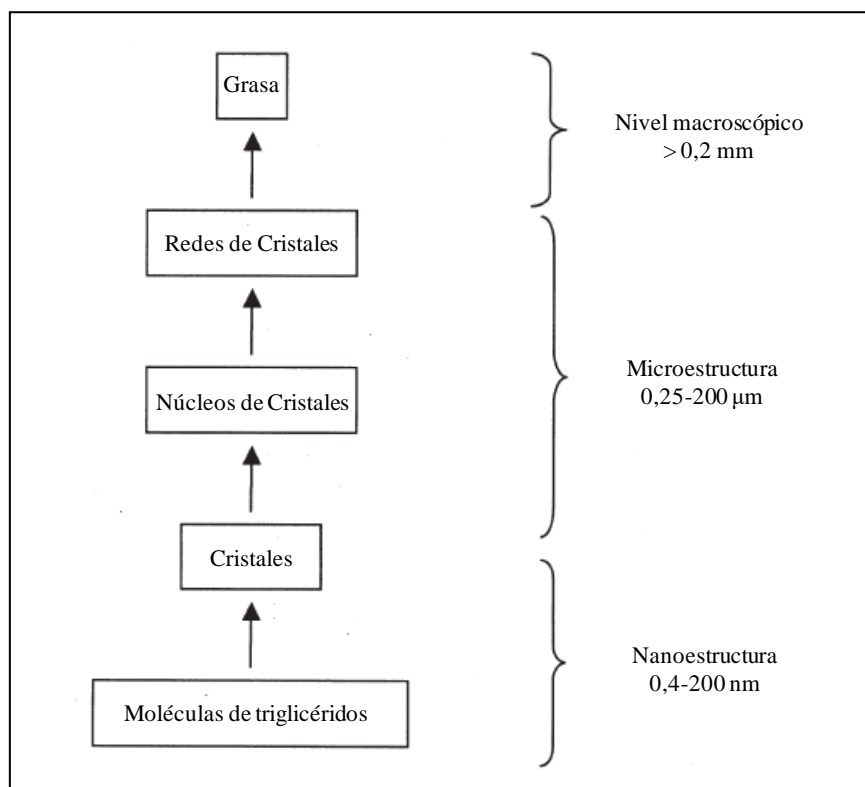 Grasa
Nivel macroscópico
> 0,2 mm
Redes de Cristales
Microestructura
0,25-200 μm
Núcleos de Cristales
Cristales
Nanoestructura
0,4-200 nm
Moléculas de triglicéridos